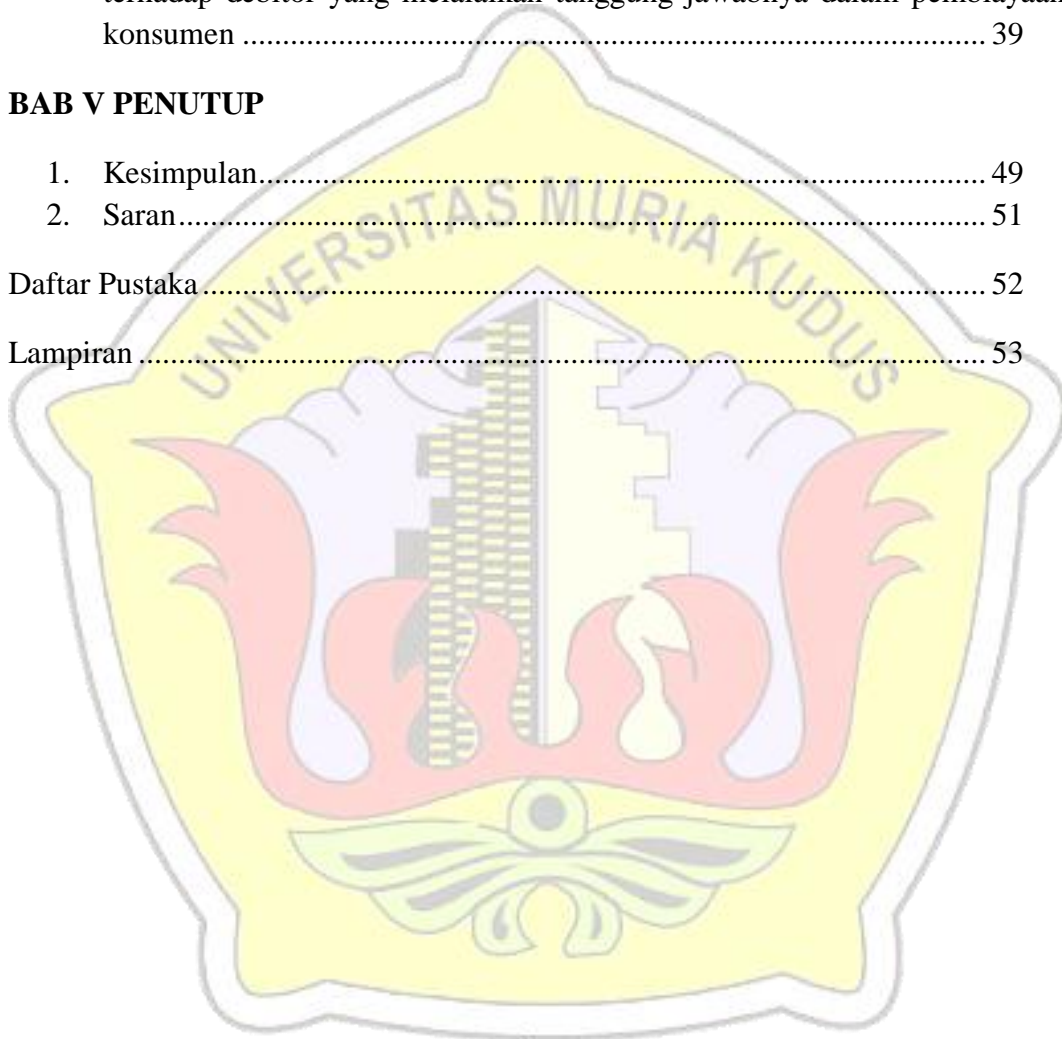 terhadap debitor yang melalaikan tanggung jawabnya dalam pembiayaan
konsumen ........................................................................................ 39
BAB V PENUTUP
1. Kesimpulan...................................................................................... 49
2. Saran................................................................................................ 51
Daftar Pustaka ............................................................................................. 52
Lampiran ..................................................................................................... 53
UNIVERSITAS MURIA KUDUS